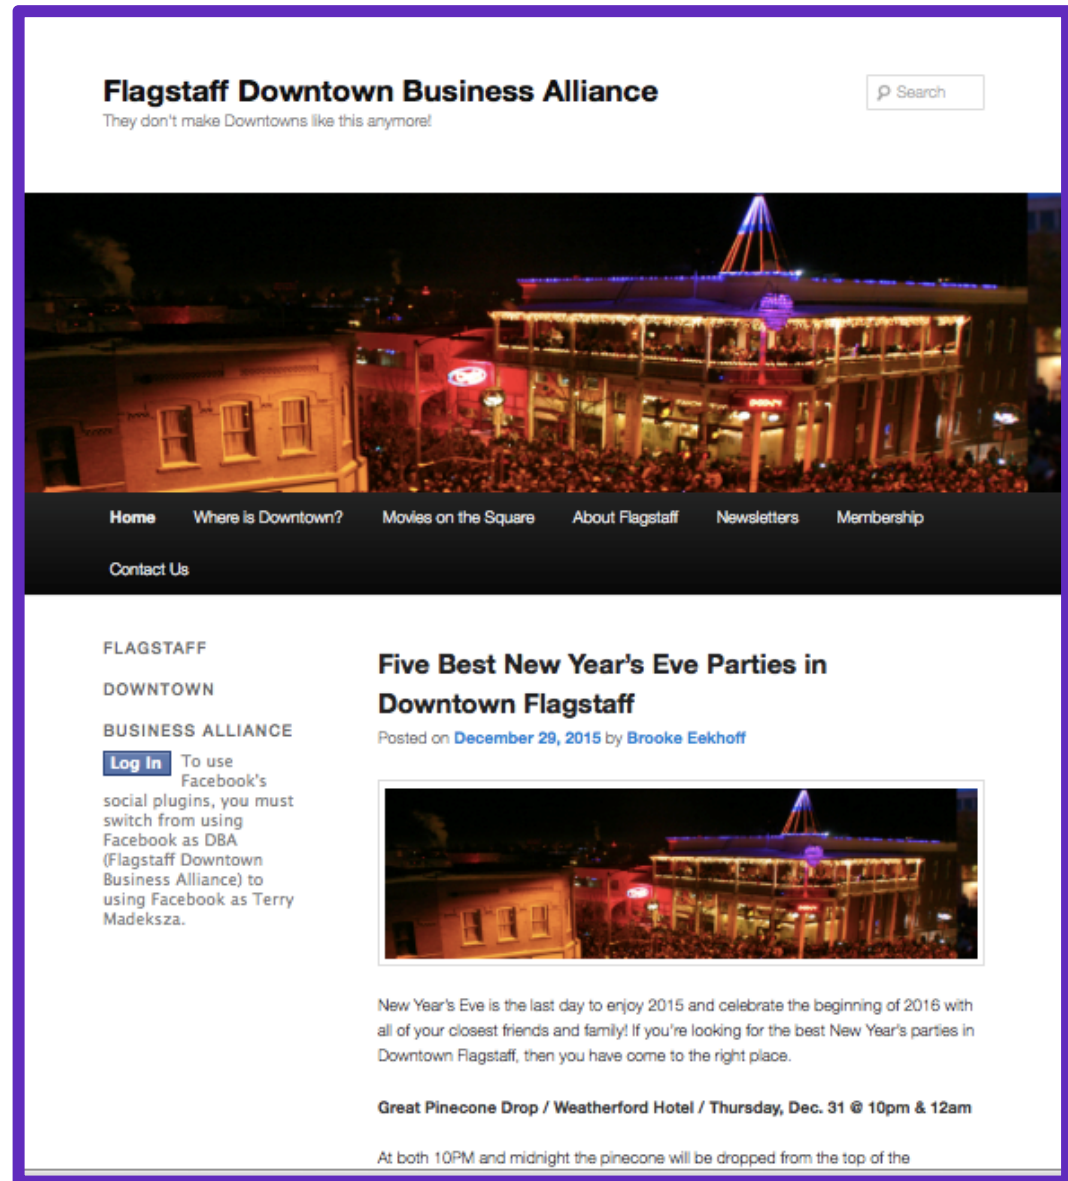 Flagstaff Downtown Business Alliance
They don't make Downtowns like this anymore!
Search
Home Where is Downtown? Movies on the Square About Flagstaff Newsletters Membership
Contact Us
FLAGSTAFF
DOWNTOWN
BUSINESS ALLIANCE
Log In To use
Facebook's
social plugins, you must
switch from using
Facebook as DBA
(Flagstaff Downtown
Business Alliance) to
using Facebook as Terry
Madeksza.
Five Best New Year’s Eve Parties in
Downtown Flagstaff
Posted on December 29, 2015 by Brooke Eekhoff
New Year’s Eve is the last day to enjoy 2015 and celebrate the beginning of 2016 with
all of your closest friends and family! If you’re looking for the best New Year’s parties in
Downtown Flagstaff, then you have come to the right place.
Great Pinecone Drop / Weatherford Hotel / Thursday, Dec. 31 @ 10pm & 12am
At both 10PM and midnight the pinecone will be dropped from the top of the